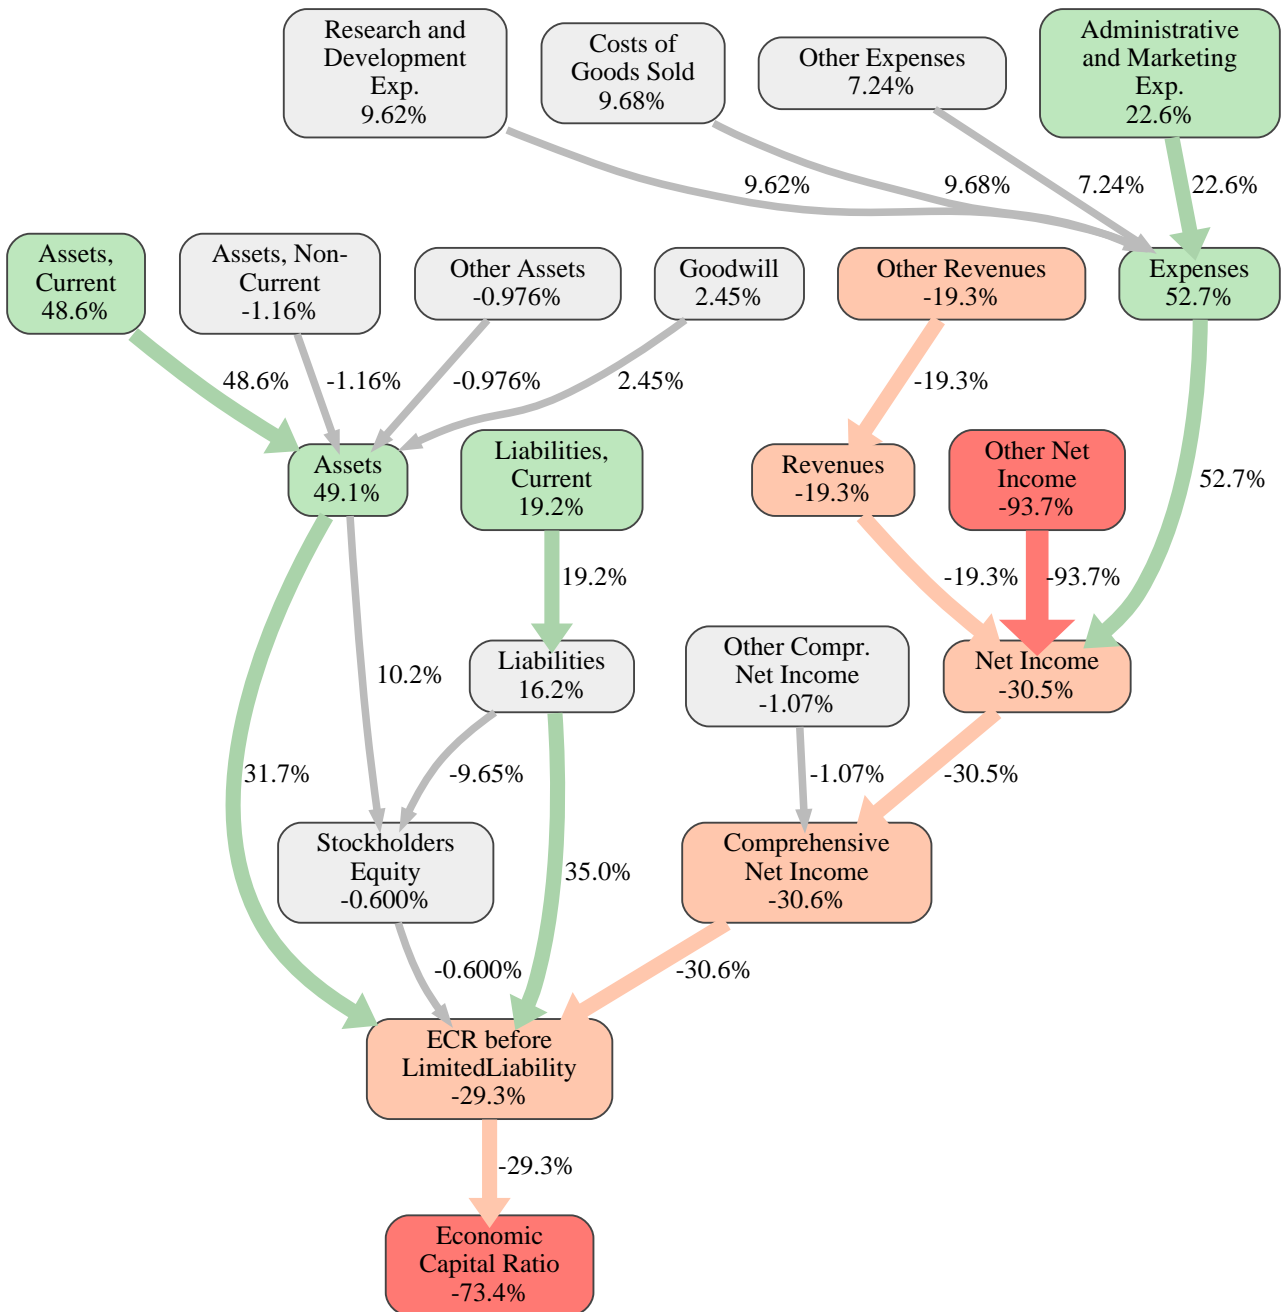 Research and
Development
Exp.
9.62%
Costs of
Goods Sold
9.68%
Other Expenses
7.24%
Administrative
and Marketing
Exp.
22.6%
9.62%
9.68%
7.24%
22.6%
Assets,
Current
48.6%
Assets, Non-
Current
-1.16%
Other Assets
-0.976%
Goodwill
2.45%
Other Revenues
-19.3%
Expenses
52.7%
48.6%
-1.16%
-0.976%
2.45%
-19.3%
Assets
49.1%
Liabilities,
Current
19.2%
Revenues
-19.3%
Other Net
Income
-93.7%
52.7%
19.2%
-19.3%
-93.7%
10.2%
Liabilities
16.2%
Other Compr.
Net Income
-1.07%
Net Income
-30.5%
31.7%
-9.65%
-1.07%
-30.5%
Stockholders
Equity
-0.600%
35.0%
Comprehensive
Net Income
-30.6%
-0.600%
-30.6%
ECR before
LimitedLiability
-29.3%
-29.3%
Economic
Capital Ratio
-73.4%